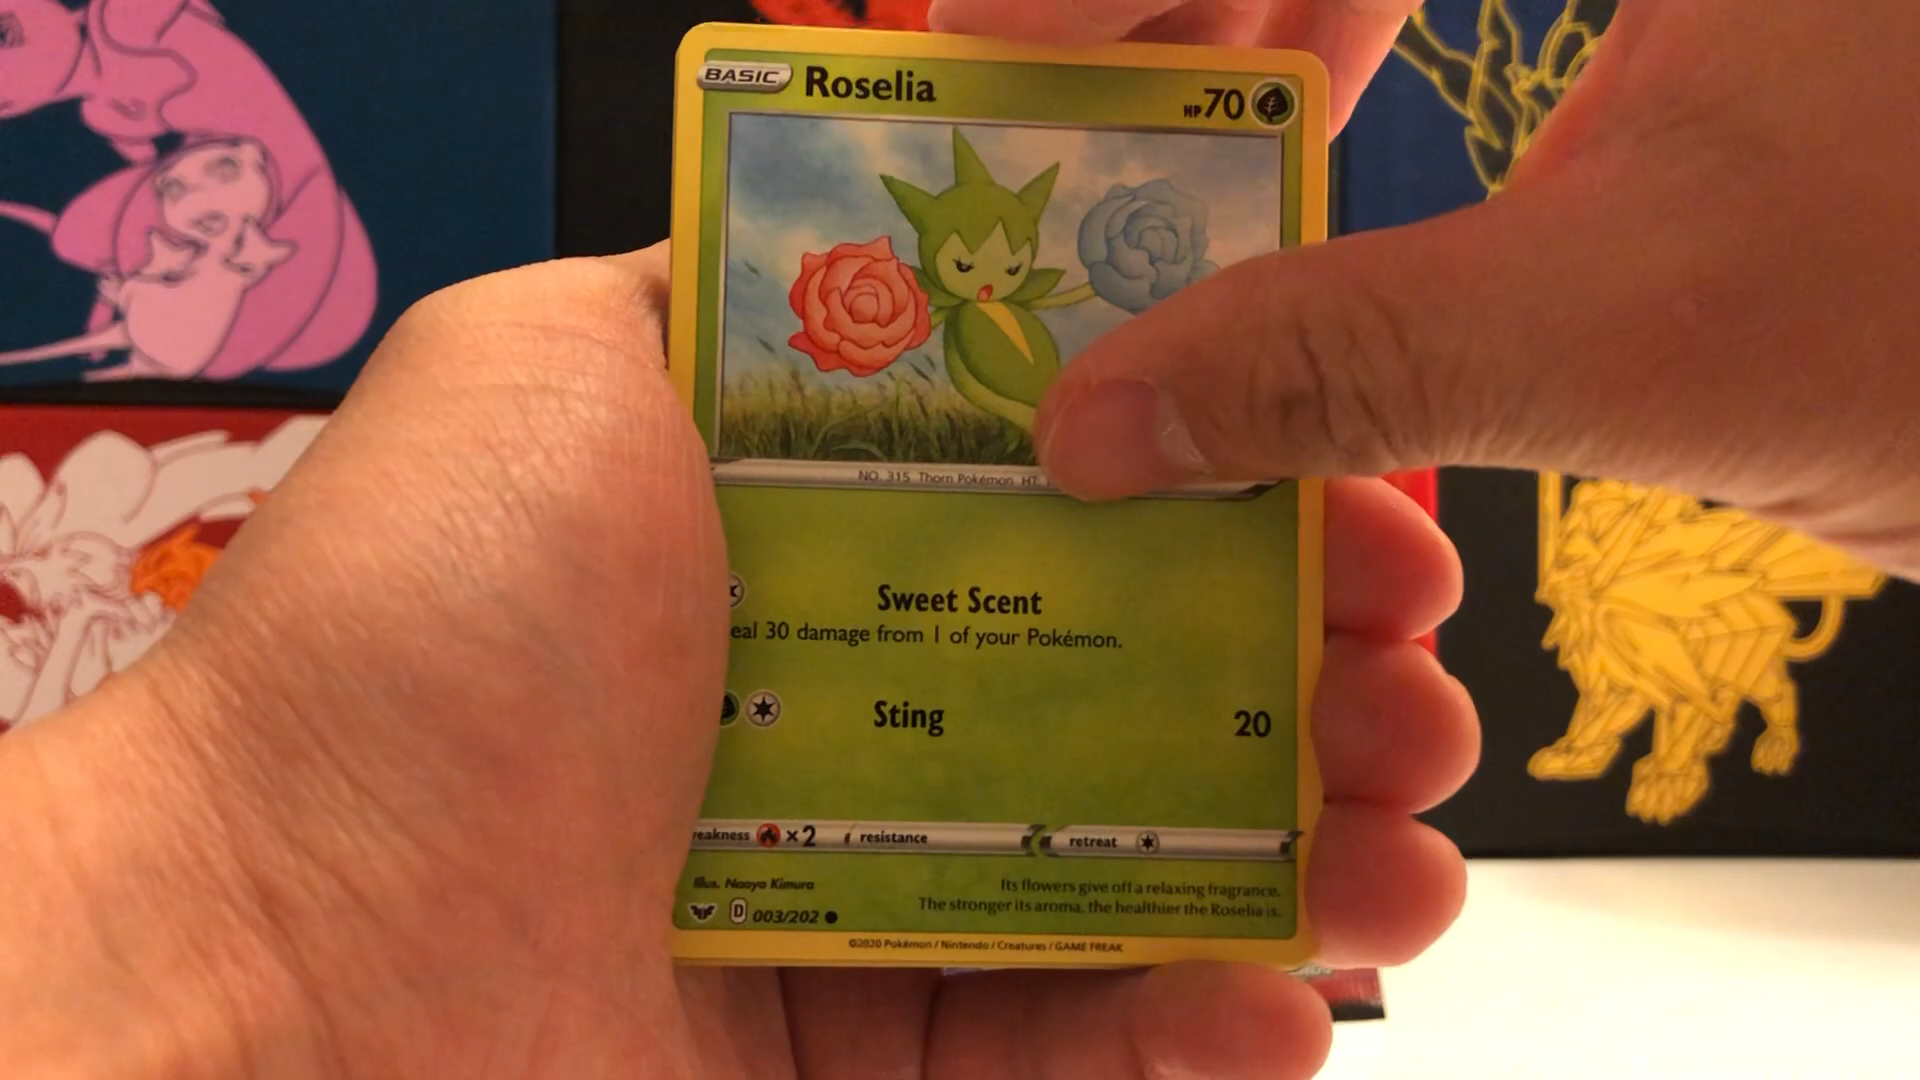 BASIC Roselia HP 70
NO. 315 Thorn Pokémon HT.
Sweet Scent
eal 30 damage from 1 of your Pokémon.
Sting 20
eakness ×2 resistance retreat
Illus. Naoyo Kimura
Its flowers give off a relaxing fragrance.
The stronger its aroma, the healthier the Roselia is.
D 003/202
©2020 Pokémon / Nintendo / Creatures / GAME FREAK